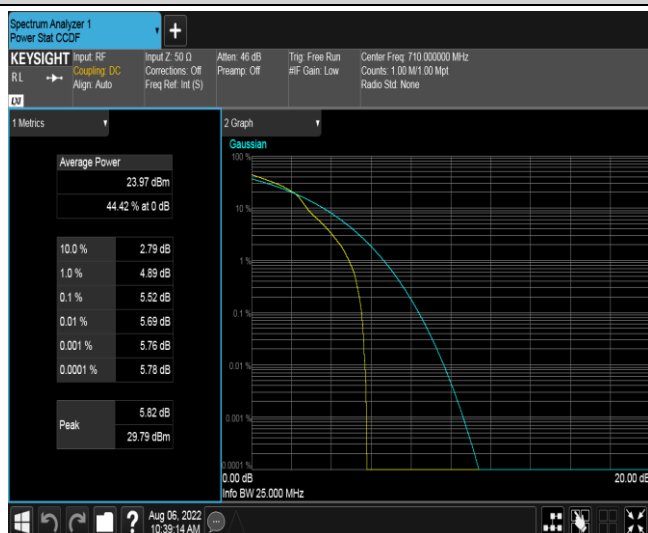 Spectrum Analyzer 1
Power Stat CCDF
+
KEYSIGHT
RL
LXI
Input: RF
Coupling: DC
Align: Auto
Input Z: 50 Ω
Corrections: Off
Freq Ref: Int (S)
Atten: 46 dB
Preamp: Off
Trig: Free Run
#IF Gain: Low
Center Freq: 710.000000 MHz
Counts: 1.00 M/1.00 Mpt
Radio Std: None
1 Metrics
Average Power
23.97 dBm
44.42 % at 0 dB
10.0 % 2.79 dB
1.0 % 4.89 dB
0.1 % 5.52 dB
0.01 % 5.69 dB
0.001 % 5.76 dB
0.0001 % 5.78 dB
Peak
5.82 dB
29.79 dBm
2 Graph
Gaussian
100 %
10 %
1 %
0.1 %
0.01 %
0.001 %
0.0001 %
0.00 dB
20.00 dB
Info BW 25.000 MHz
?
Aug 06, 2022
10:39:14 AM